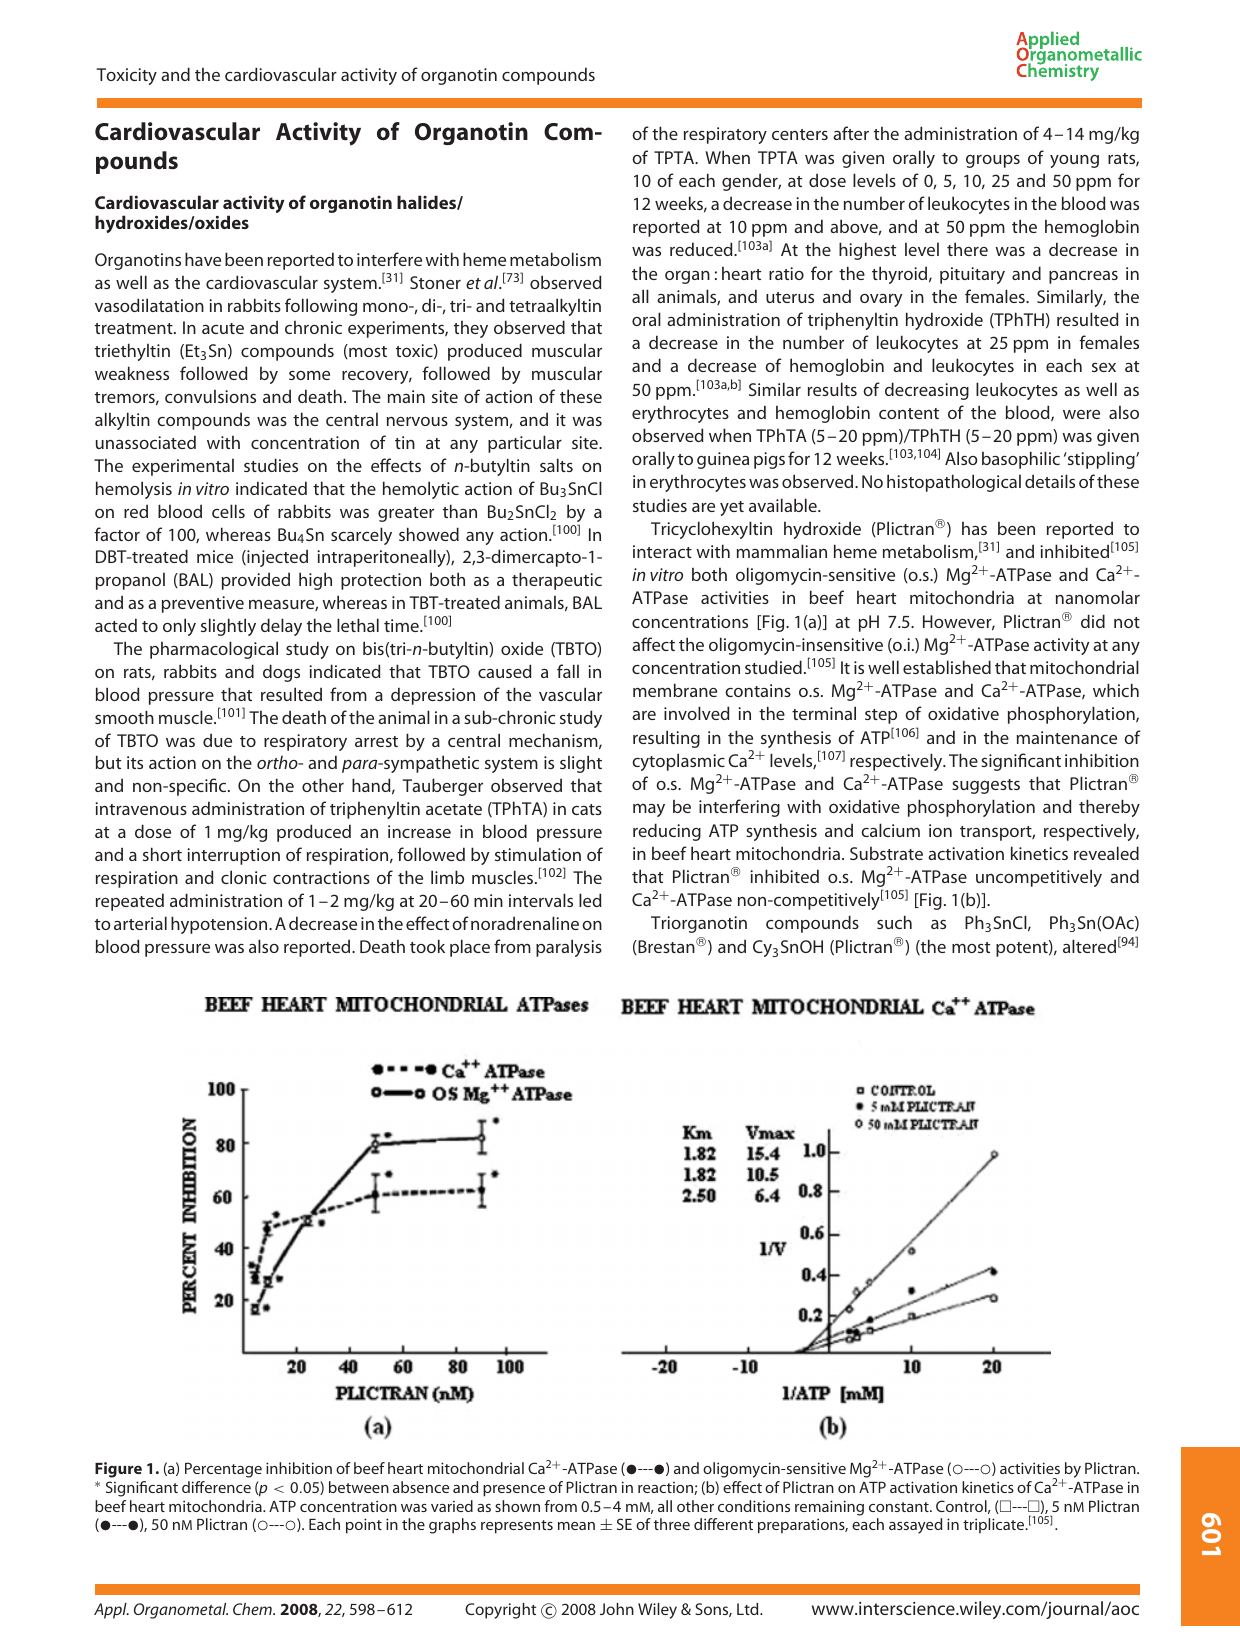 Toxicity and the cardiovascular activity of organotin compounds
Applied
Organometallic
Chemistry
Cardiovascular Activity of Organotin Com-
pounds
Cardiovascular activity of organotin halides/
hydroxides/oxides
Organotins have been reported to interfere with heme metabolism
as well as the cardiovascular system.[31] Stoner et al.[73] observed
vasodilatation in rabbits following mono-, di-, tri- and tetraalkyltin
treatment. In acute and chronic experiments, they observed that
triethyltin (Et3Sn) compounds (most toxic) produced muscular
weakness followed by some recovery, followed by muscular
tremors, convulsions and death. The main site of action of these
alkyltin compounds was the central nervous system, and it was
unassociated with concentration of tin at any particular site.
The experimental studies on the effects of n-butyltin salts on
hemolysis in vitro indicated that the hemolytic action of Bu3SnCl
on red blood cells of rabbits was greater than Bu2SnCl2 by a
factor of 100, whereas Bu4Sn scarcely showed any action.[100] In
DBT-treated mice (injected intraperitoneally), 2,3-dimercapto-1-
propanol (BAL) provided high protection both as a therapeutic
and as a preventive measure, whereas in TBT-treated animals, BAL
acted to only slightly delay the lethal time.[100]
The pharmacological study on bis(tri-n-butyltin) oxide (TBTO)
on rats, rabbits and dogs indicated that TBTO caused a fall in
blood pressure that resulted from a depression of the vascular
smooth muscle.[101] The death of the animal in a sub-chronic study
of TBTO was due to respiratory arrest by a central mechanism,
but its action on the ortho- and para-sympathetic system is slight
and non-specific. On the other hand, Tauberger observed that
intravenous administration of triphenyltin acetate (TPhTA) in cats
at a dose of 1 mg/kg produced an increase in blood pressure
and a short interruption of respiration, followed by stimulation of
respiration and clonic contractions of the limb muscles.[102] The
repeated administration of 1–2 mg/kg at 20–60 min intervals led
to arterial hypotension. A decrease in the effect of noradrenaline on
blood pressure was also reported. Death took place from paralysis
of the respiratory centers after the administration of 4–14 mg/kg
of TPTA. When TPTA was given orally to groups of young rats,
10 of each gender, at dose levels of 0, 5, 10, 25 and 50 ppm for
12 weeks, a decrease in the number of leukocytes in the blood was
reported at 10 ppm and above, and at 50 ppm the hemoglobin
was reduced.[103a] At the highest level there was a decrease in
the organ : heart ratio for the thyroid, pituitary and pancreas in
all animals, and uterus and ovary in the females. Similarly, the
oral administration of triphenyltin hydroxide (TPhTH) resulted in
a decrease in the number of leukocytes at 25 ppm in females
and a decrease of hemoglobin and leukocytes in each sex at
50 ppm.[103a,b] Similar results of decreasing leukocytes as well as
erythrocytes and hemoglobin content of the blood, were also
observed when TPhTA (5–20 ppm)/TPhTH (5–20 ppm) was given
orally to guinea pigs for 12 weeks.[103,104] Also basophilic ‘stippling’
in erythrocytes was observed. No histopathological details of these
studies are yet available.
Tricyclohexyltin hydroxide (Plictran®) has been reported to
interact with mammalian heme metabolism,[31] and inhibited[105]
in vitro both oligomycin-sensitive (o.s.) Mg2+-ATPase and Ca2+-
ATPase activities in beef heart mitochondria at nanomolar
concentrations [Fig. 1(a)] at pH 7.5. However, Plictran® did not
affect the oligomycin-insensitive (o.i.) Mg2+-ATPase activity at any
concentration studied.[105] It is well established that mitochondrial
membrane contains o.s. Mg2+-ATPase and Ca2+-ATPase, which
are involved in the terminal step of oxidative phosphorylation,
resulting in the synthesis of ATP[106] and in the maintenance of
cytoplasmic Ca2+ levels,[107] respectively. The significant inhibition
of o.s. Mg2+-ATPase and Ca2+-ATPase suggests that Plictran®
may be interfering with oxidative phosphorylation and thereby
reducing ATP synthesis and calcium ion transport, respectively,
in beef heart mitochondria. Substrate activation kinetics revealed
that Plictran® inhibited o.s. Mg2+-ATPase uncompetitively and
Ca2+-ATPase non-competitively[105] [Fig. 1(b)].
Triorganotin compounds such as Ph3SnCl, Ph3Sn(OAc)
(Brestan®) and Cy3SnOH (Plictran®) (the most potent), altered[94]
BEEF HEART MITOCHONDRIAL ATPases
Ca++ ATPase
OS Mg++ ATPase
100
80
60
40
20
PERCENT INHIBITION
20 40 60 80 100
PLICTRAN (nM)
(a)
BEEF HEART MITOCHONDRIAL Ca++ ATPase
CONTROL
5 mM PLICTRAN
50 mM PLICTRAN
Km Vmax
1.82 15.4
1.82 10.5
2.50 6.4
1.0
0.8
0.6
0.4
0.2
1/V
-20 -10 10 20
1/ATP [mM]
(b)
Figure 1. (a) Percentage inhibition of beef heart mitochondrial Ca2+-ATPase (●---●) and oligomycin-sensitive Mg2+-ATPase (○---○) activities by Plictran.
* Significant difference (p < 0.05) between absence and presence of Plictran in reaction; (b) effect of Plictran on ATP activation kinetics of Ca2+-ATPase in
beef heart mitochondria. ATP concentration was varied as shown from 0.5–4 mM, all other conditions remaining constant. Control, (□---□), 5 nM Plictran
(●---●), 50 nM Plictran (○---○). Each point in the graphs represents mean ± SE of three different preparations, each assayed in triplicate.[105].
601
Appl. Organometal. Chem. 2008, 22, 598–612
Copyright © 2008 John Wiley & Sons, Ltd.
www.interscience.wiley.com/journal/aoc